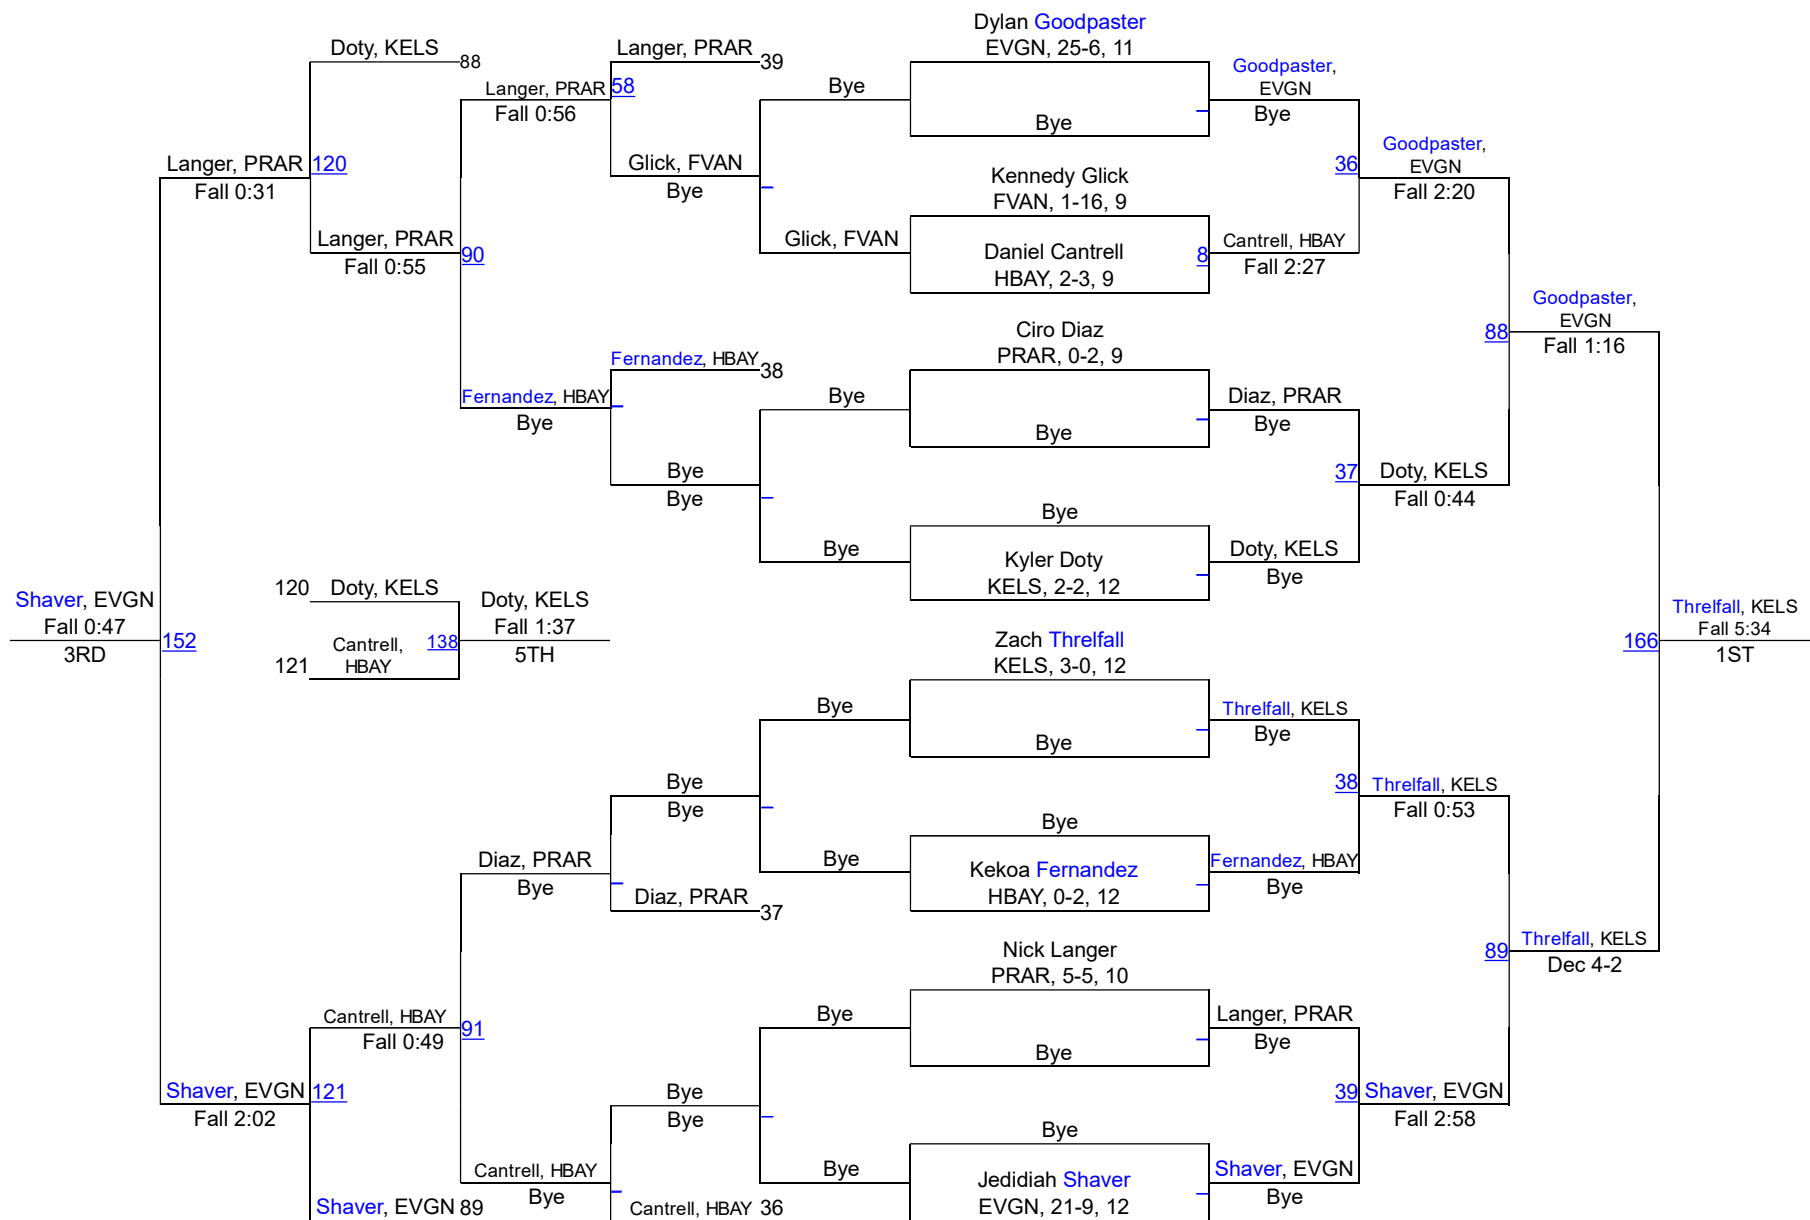 Dylan Goodpaster
EVGN, 25-6, 11
Doty, KELS
88
Langer, PRAR
39
Goodpaster,
EVGN
Bye
Langer, PRAR
58
Fall 0:56
Bye
Bye
Goodpaster,
EVGN
Fall 2:20
Langer, PRAR
120
Fall 0:31
Glick, FVAN
Bye
36
Kennedy Glick
FVAN, 1-16, 9
Langer, PRAR
90
Fall 0:55
Glick, FVAN
Daniel Cantrell
HBAY, 2-3, 9
8
Cantrell, HBAY
Fall 2:27
Goodpaster,
EVGN
Fall 1:16
88
Ciro Diaz
PRAR, 0-2, 9
Fernandez, HBAY
38
Fernandez, HBAY
Bye
Bye
Bye
Diaz, PRAR
Bye
Bye
Bye
37
Doty, KELS
Fall 0:44
Bye
Bye
Kyler Doty
KELS, 2-2, 12
Doty, KELS
Bye
Shaver, EVGN
Fall 0:47
3RD
152
120
Doty, KELS
Cantrell,
HBAY
121
138
Doty, KELS
Fall 1:37
5TH
Threlfall, KELS
Fall 5:34
1ST
166
Zach Threlfall
KELS, 3-0, 12
Bye
Bye
Threlfall, KELS
Bye
Bye
Bye
38
Threlfall, KELS
Fall 0:53
Bye
Diaz, PRAR
Bye
Bye
Kekoa Fernandez
HBAY, 0-2, 12
Fernandez, HBAY
Bye
Diaz, PRAR
37
89
Threlfall, KELS
Dec 4-2
Nick Langer
PRAR, 5-5, 10
Cantrell, HBAY
91
Fall 0:49
Bye
Bye
Langer, PRAR
Bye
Shaver, EVGN
121
Fall 2:02
Bye
Bye
39
Shaver, EVGN
Fall 2:58
Bye
Cantrell, HBAY
Bye
Bye
Jedidiah Shaver
EVGN, 21-9, 12
Shaver, EVGN
Bye
Shaver, EVGN 89
Cantrell, HBAY 36